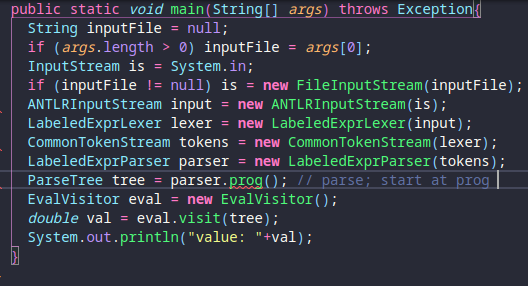 public static void main(String[] args) throws Exception{
String inputFile = null;
if (args.length > 0) inputFile = args[0];
InputStream is = System.in;
if (inputFile != null) is = new FileInputStream(inputFile);
ANTLRInputStream input = new ANTLRInputStream(is);
LabeledExprLexer lexer = new LabeledExprLexer(input);
CommonTokenStream tokens = new CommonTokenStream(lexer);
LabeledExprParser parser = new LabeledExprParser(tokens);
ParseTree tree = parser.prog(); // parse; start at prog
EvalVisitor eval = new EvalVisitor();
double val = eval.visit(tree);
System.out.println("value: "+val);
}